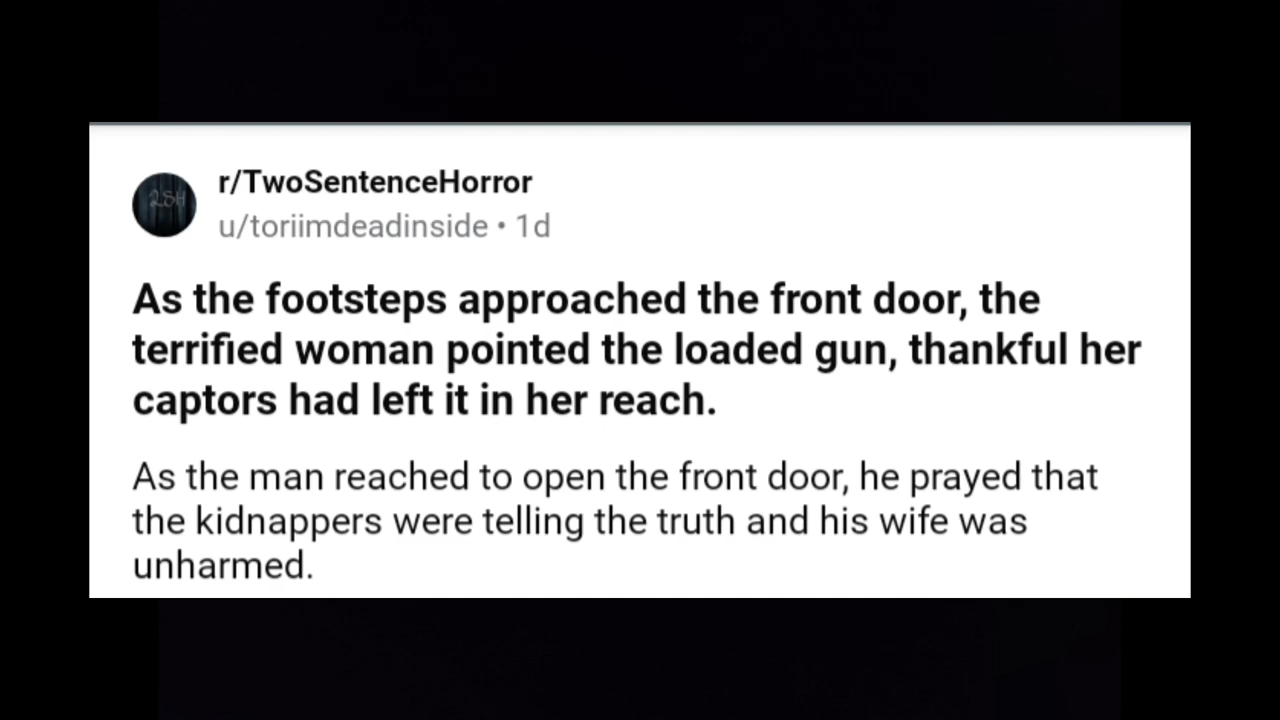 2SH
r/TwoSentenceHorror
u/toriimdeadinside • 1d
As the footsteps approached the front door, the
terrified woman pointed the loaded gun, thankful her
captors had left it in her reach.
As the man reached to open the front door, he prayed that
the kidnappers were telling the truth and his wife was
unharmed.